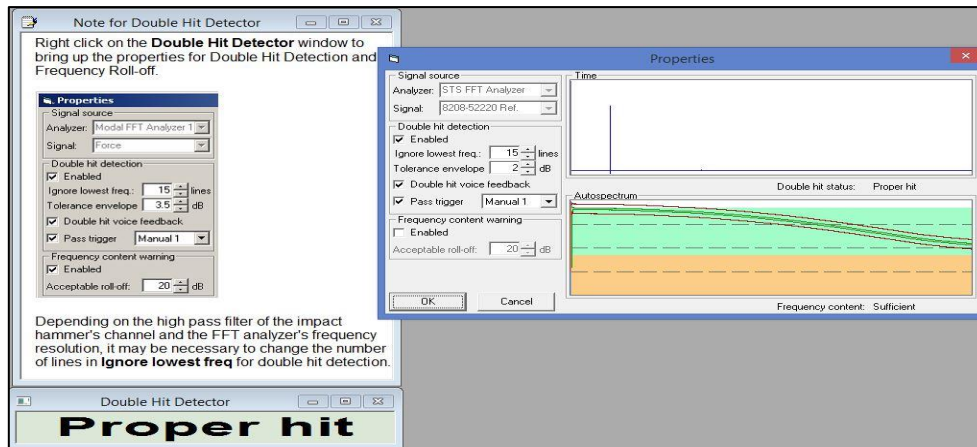 Note for Double Hit Detector
Right click on the Double Hit Detector window to
bring up the properties for Double Hit Detection and
Frequency Roll-off.
Properties
Signal source
Analyzer: Modal FFT Analyzer 1
Signal: Force
Double hit detection
Enabled
Ignore lowest freq.: 15 lines
Tolerance envelope 3.5 dB
Double hit voice feedback
Pass trigger Manual 1
Frequency content warning
Enabled
Acceptable roll-off: 20 dB
Depending on the high pass filter of the impact
hammer's channel and the FFT analyzer's frequency
resolution, it may be necessary to change the number
of lines in Ignore lowest freq for double hit detection.
Double Hit Detector
Proper hit
Properties
Signal source
Analyzer: STS FFT Analyzer
Signal: 8208-52220 Ref.
Double hit detection
Enabled
Ignore lowest freq.: 15 lines
Tolerance envelope 2 dB
Double hit voice feedback
Pass trigger Manual 1
Frequency content warning
Enabled
Acceptable roll-off: 20 dB
OK Cancel
Time
Double hit status: Proper hit
Autospectrum
Frequency content: Sufficient